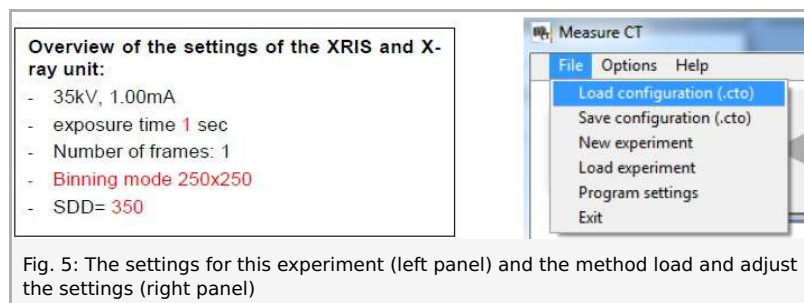 Overview of the settings of the XRIS and X-
ray unit:
- 35kV, 1.00mA
- exposure time 1 sec
- Number of frames: 1
- Binning mode 250x250
- SDD= 350
Measure CT
File Options Help
Load configuration (.cto)
Save configuration (.cto)
New experiment
Load experiment
Program settings
Exit
Fig. 5: The settings for this experiment (left panel) and the method load and adjust
the settings (right panel)